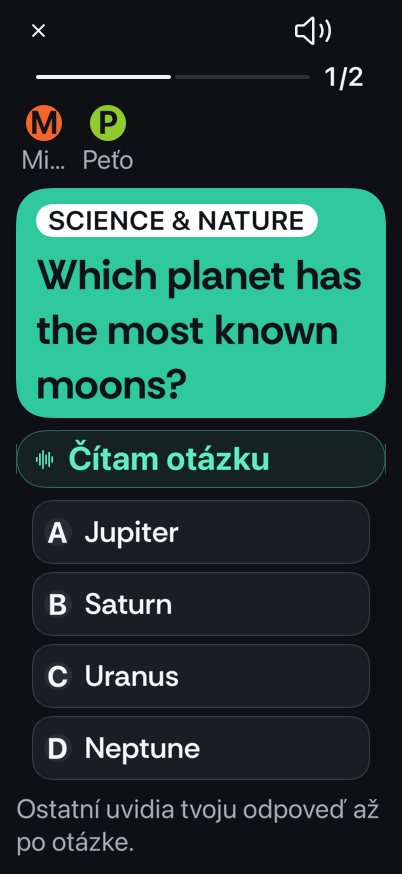 1/2
M P
Mi... Peťo
SCIENCE & NATURE
Which planet has
the most known
moons?
Čítam otázku
A Jupiter
B Saturn
C Uranus
D Neptune
Ostatní uvidia tvoju odpoveď až
po otázke.